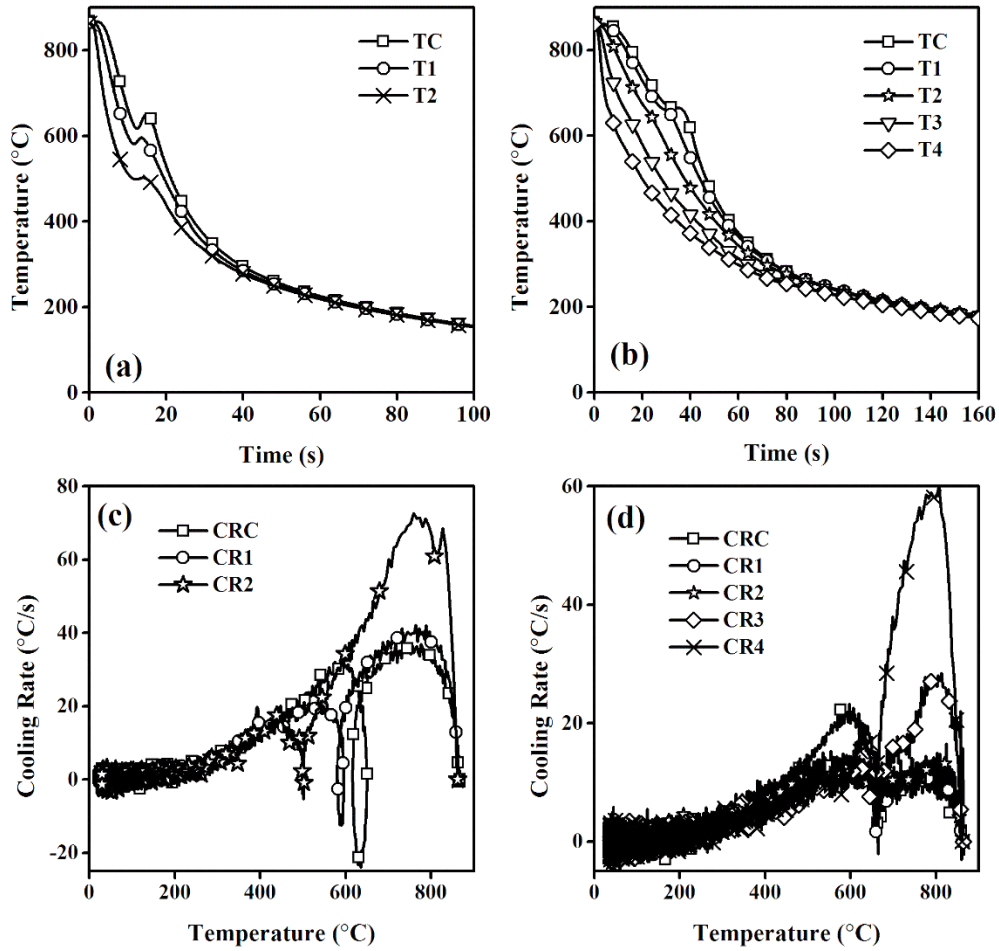 TC
T1
T2
800
600
400
200
0
Temperature (°C)
(a)
0 20 40 60 80 100
Time (s)
TC
T1
T2
T3
T4
800
600
400
200
0
Temperature (°C)
(b)
0 20 40 60 80 100 120 140 160
Time (s)
(c)
CRC
CR1
CR2
80
60
40
20
0
-20
Cooling Rate (°C/s)
0 200 400 600 800
Temperature (°C)
(d)
CRC
CR1
CR2
CR3
CR4
60
40
20
0
Cooling Rate (°C/s)
0 200 400 600 800
Temperature (°C)